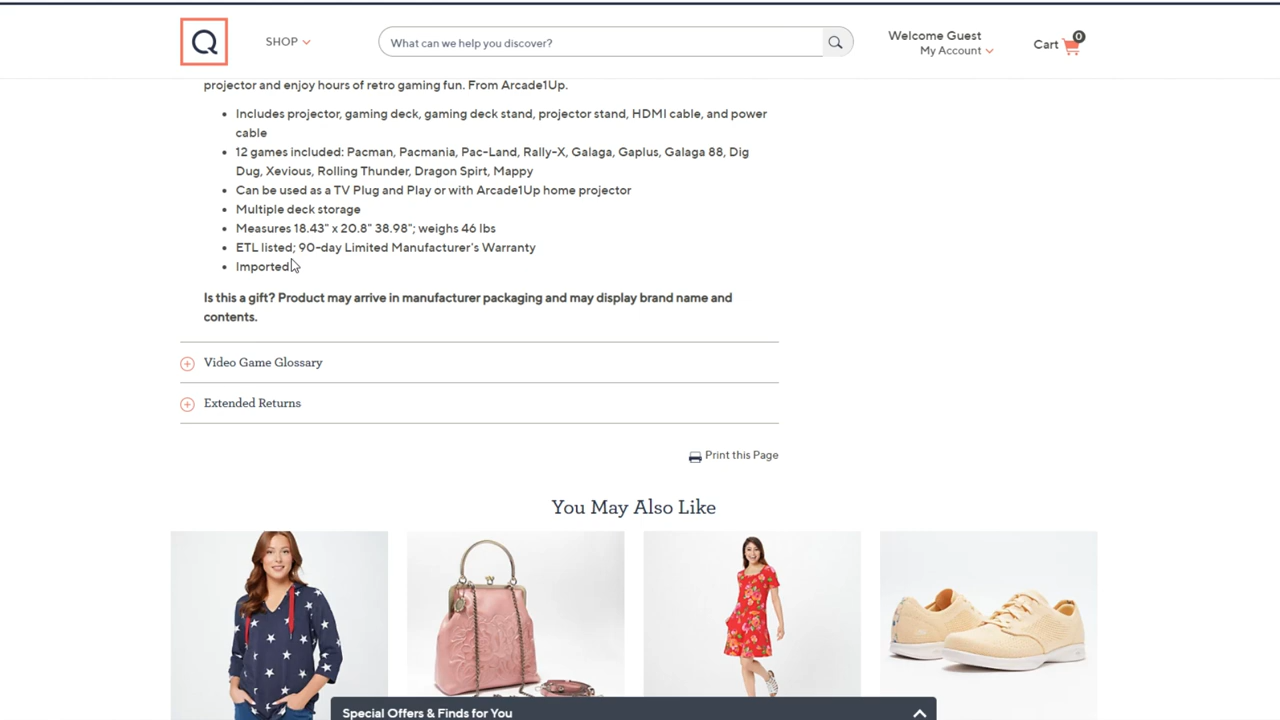 Q
SHOP
What can we help you discover?
Welcome Guest
My Account
Cart
0
projector and enjoy hours of retro gaming fun. From Arcade1Up.
• Includes projector, gaming deck, gaming deck stand, projector stand, HDMI cable, and power
cable
• 12 games included: Pacman, Pacmania, Pac-Land, Rally-X, Galaga, Gaplus, Galaga 88, Dig
Dug, Xevious, Rolling Thunder, Dragon Spirt, Mappy
• Can be used as a TV Plug and Play or with Arcade1Up home projector
• Multiple deck storage
• Measures 18.43" x 20.8" 38.98"; weighs 46 lbs
• ETL listed; 90-day Limited Manufacturer's Warranty
• Imported
Is this a gift? Product may arrive in manufacturer packaging and may display brand name and
contents.
Video Game Glossary
Extended Returns
Print this Page
You May Also Like
Special Offers & Finds for You